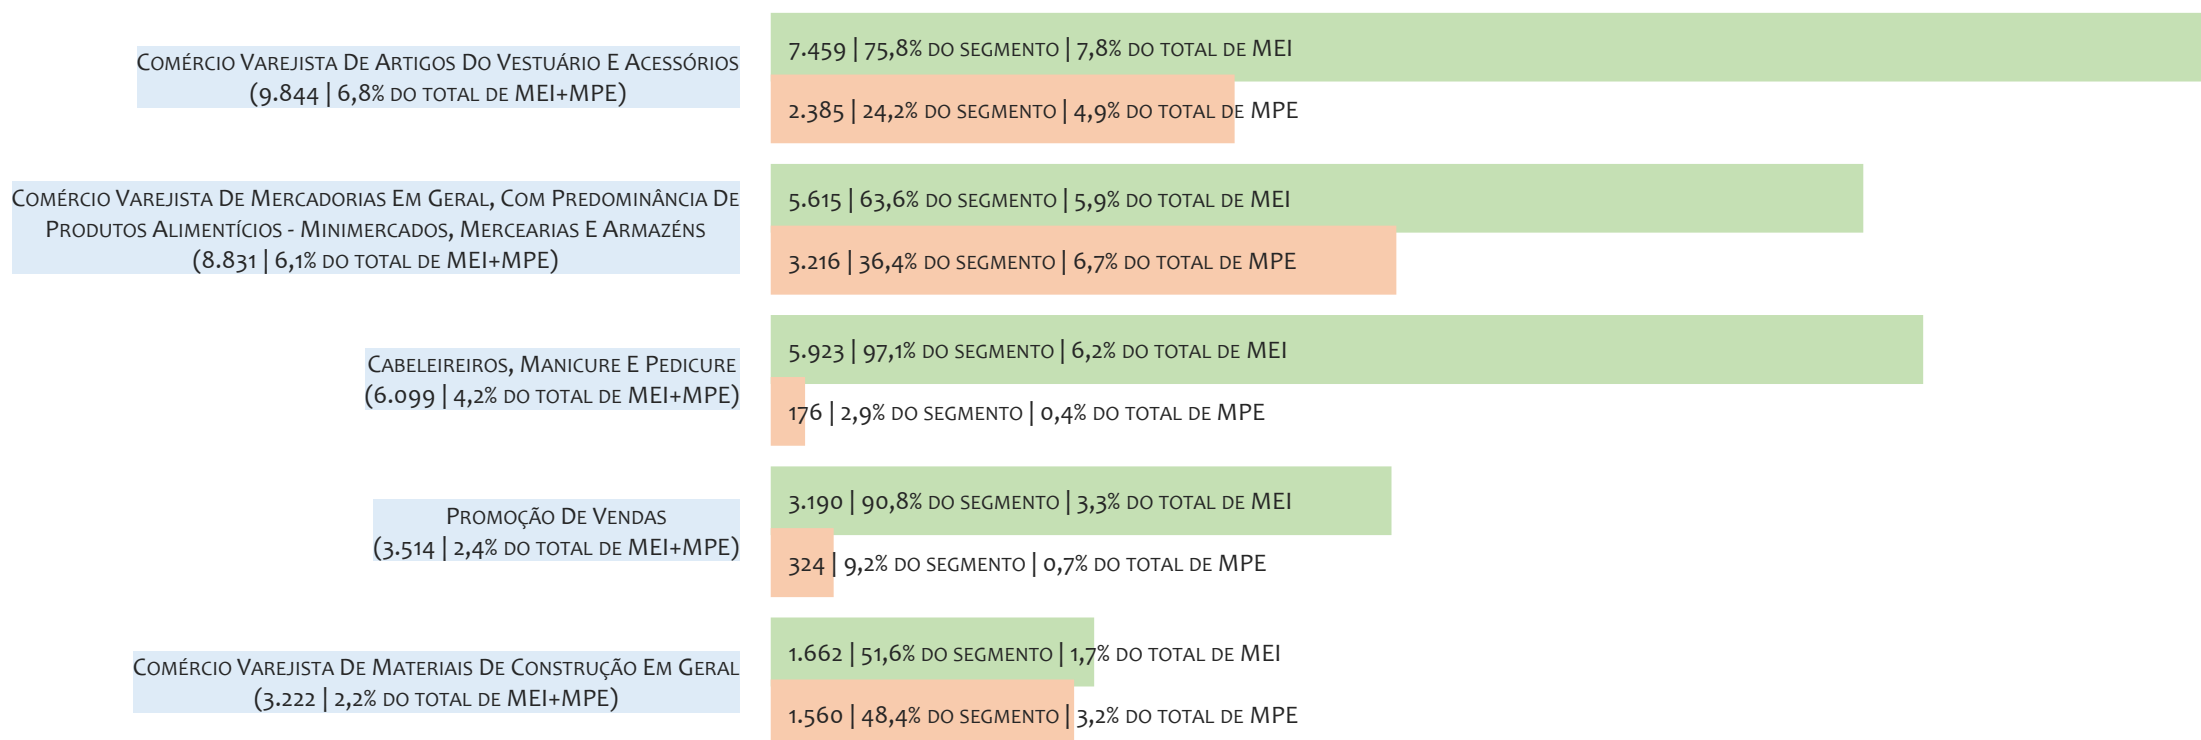 Comércio Varejista De Artigos Do Vestuário E Acessórios
(9.844 | 6,8% do total de MEI+MPE)
7.459 | 75,8% do segmento | 7,8% do total de MEI
2.385 | 24,2% do segmento | 4,9% do total de MPE
Comércio Varejista De Mercadorias Em Geral, Com Predominância De
Produtos Alimentícios - Minimercados, Mercearias E Armazéns
(8.831 | 6,1% do total de MEI+MPE)
5.615 | 63,6% do segmento | 5,9% do total de MEI
3.216 | 36,4% do segmento | 6,7% do total de MPE
Cabeleireiros, Manicure E Pedicure
(6.099 | 4,2% do total de MEI+MPE)
5.923 | 97,1% do segmento | 6,2% do total de MEI
176 | 2,9% do segmento | 0,4% do total de MPE
Promoção De Vendas
(3.514 | 2,4% do total de MEI+MPE)
3.190 | 90,8% do segmento | 3,3% do total de MEI
324 | 9,2% do segmento | 0,7% do total de MPE
Comércio Varejista De Materiais De Construção Em Geral
(3.222 | 2,2% do total de MEI+MPE)
1.662 | 51,6% do segmento | 1,7% do total de MEI
1.560 | 48,4% do segmento | 3,2% do total de MPE